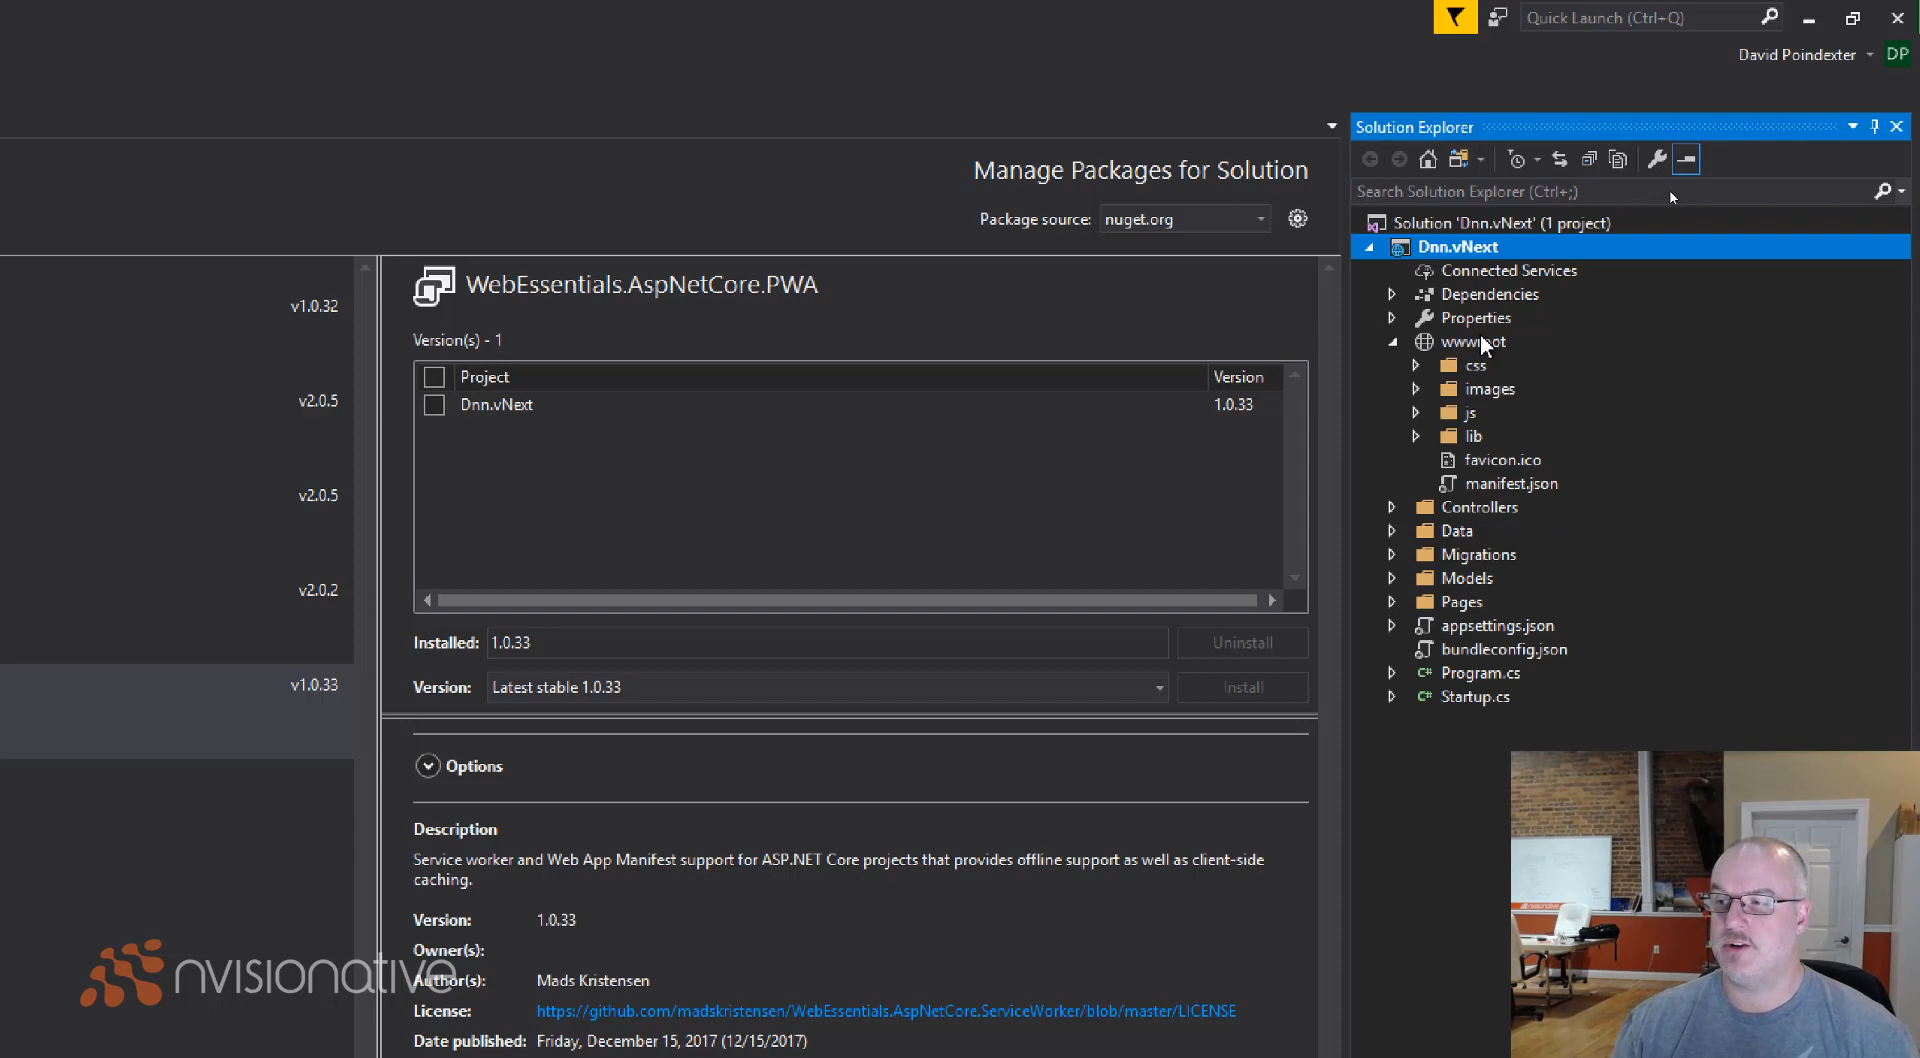 Quick Launch (Ctrl+Q)
David Poindexter
DP
Solution Explorer
Search Solution Explorer (Ctrl+;)
Manage Packages for Solution
Package source:
nuget.org
v1.0.32
v2.0.5
v2.0.5
v2.0.2
v1.0.33
WebEssentials.AspNetCore.PWA
Version(s) - 1
Project
Version
Dnn.vNext
1.0.33
Installed:
1.0.33
Uninstall
Version:
Latest stable 1.0.33
Install
Options
Description
Service worker and Web App Manifest support for ASP.NET Core projects that provides offline support as well as client-side
caching.
Version:
1.0.33
Owner(s):
Author(s):
Mads Kristensen
License:
https://github.com/madskristensen/WebEssentials.AspNetCore.ServiceWorker/blob/master/LICENSE
Date published:
Friday, December 15, 2017 (12/15/2017)
Solution 'Dnn.vNext' (1 project)
Dnn.vNext
Connected Services
Dependencies
Properties
wwwroot
css
images
js
lib
favicon.ico
manifest.json
Controllers
Data
Migrations
Models
Pages
appsettings.json
bundleconfig.json
C# Program.cs
C# Startup.cs
nvisionative